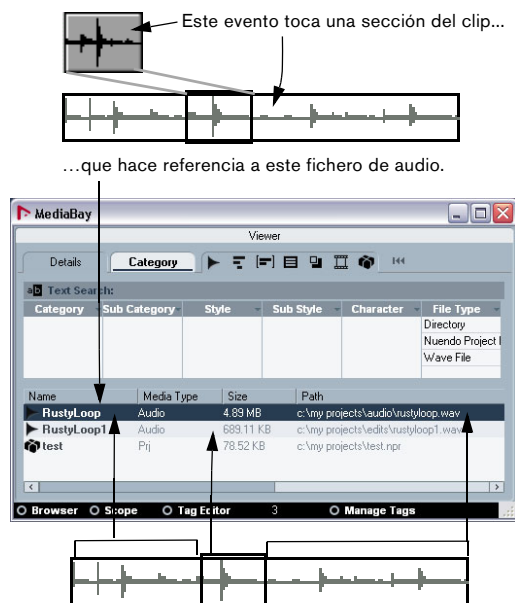 Este evento toca una sección del clip...
...que hace referencia a este fichero de audio.
MediaBay
Viewer
Details Category
ab Text Search:
Category Sub Category Style Sub Style Character File Type
Directory
Nuendo Project
Wave File
Name Media Type Size Path
RustyLoop Audio 4.89 MB c:\my projects\audio\rustyloop.wav
RustyLoop1 Audio 689.11 KB c:\my projects\edits\rustyloop1.wav
test Prj 78.52 KB c:\my projects\test.npr
Browser Scope Tag Editor 3 Manage Tags